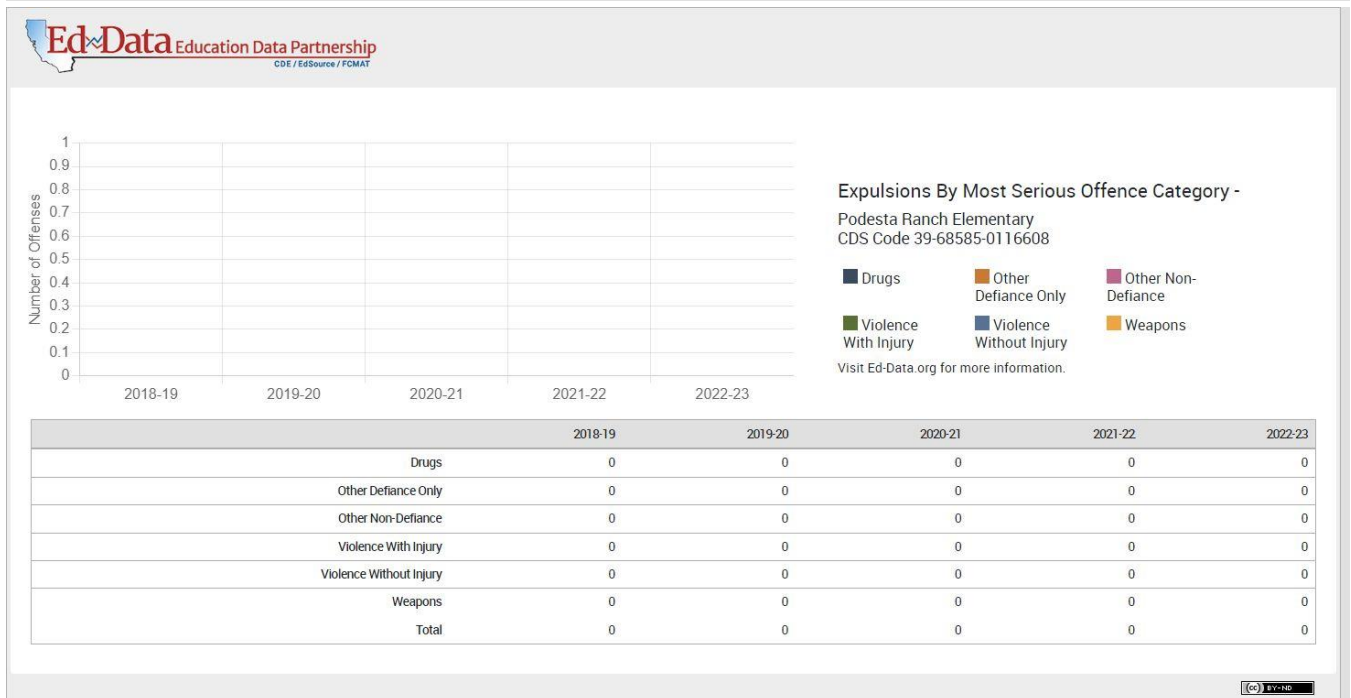 Ed Data Education Data Partnership
CDE / EdSource / FCMAT
1
0.9
0.8
0.7
0.6
0.5
0.4
0.3
0.2
0.1
0
Number of Offenses
2018-19 2019-20 2020-21 2021-22 2022-23
Expulsions By Most Serious Offence Category -
Podesta Ranch Elementary
CDS Code 39-68585-0116608
Drugs
Other
Defiance Only
Other Non-
Defiance
Violence
With Injury
Violence
Without Injury
Weapons
Visit Ed-Data.org for more information.
2018-19 2019-20 2020-21 2021-22 2022-23
Drugs 0 0 0 0 0
Other Defiance Only 0 0 0 0 0
Other Non-Defiance 0 0 0 0 0
Violence With Injury 0 0 0 0 0
Violence Without Injury 0 0 0 0 0
Weapons 0 0 0 0 0
Total 0 0 0 0 0
(cc) BY-ND